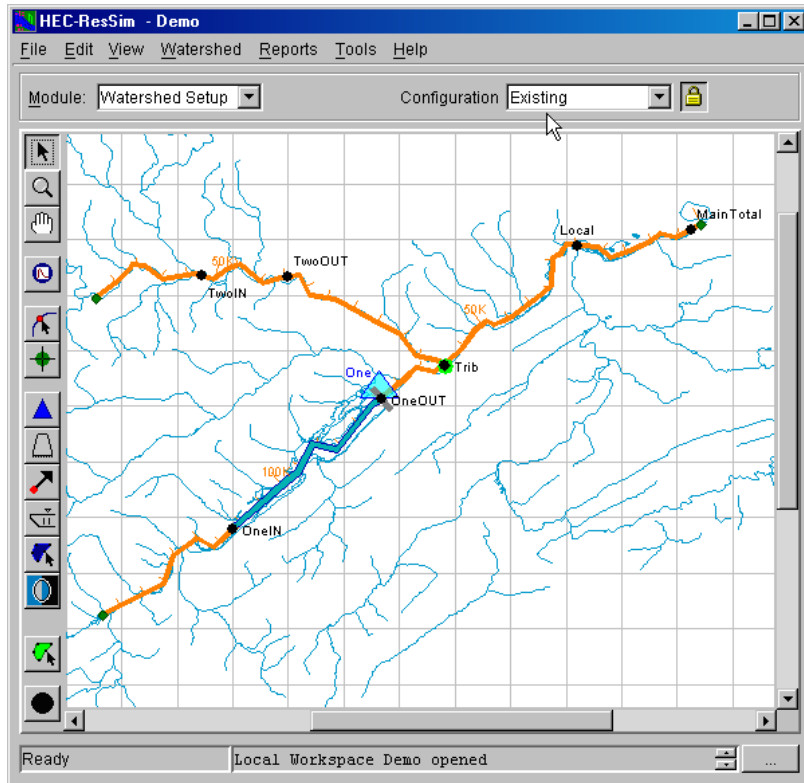 HEC-ResSim - Demo
File Edit View Watershed Reports Tools Help
Module: Watershed Setup Configuration Existing
MainTotal
Local
50K TwoOUT
TwoIN
50K
One Trib
OneOUT
100K
OneIN
Ready Local Workspace Demo opened ...